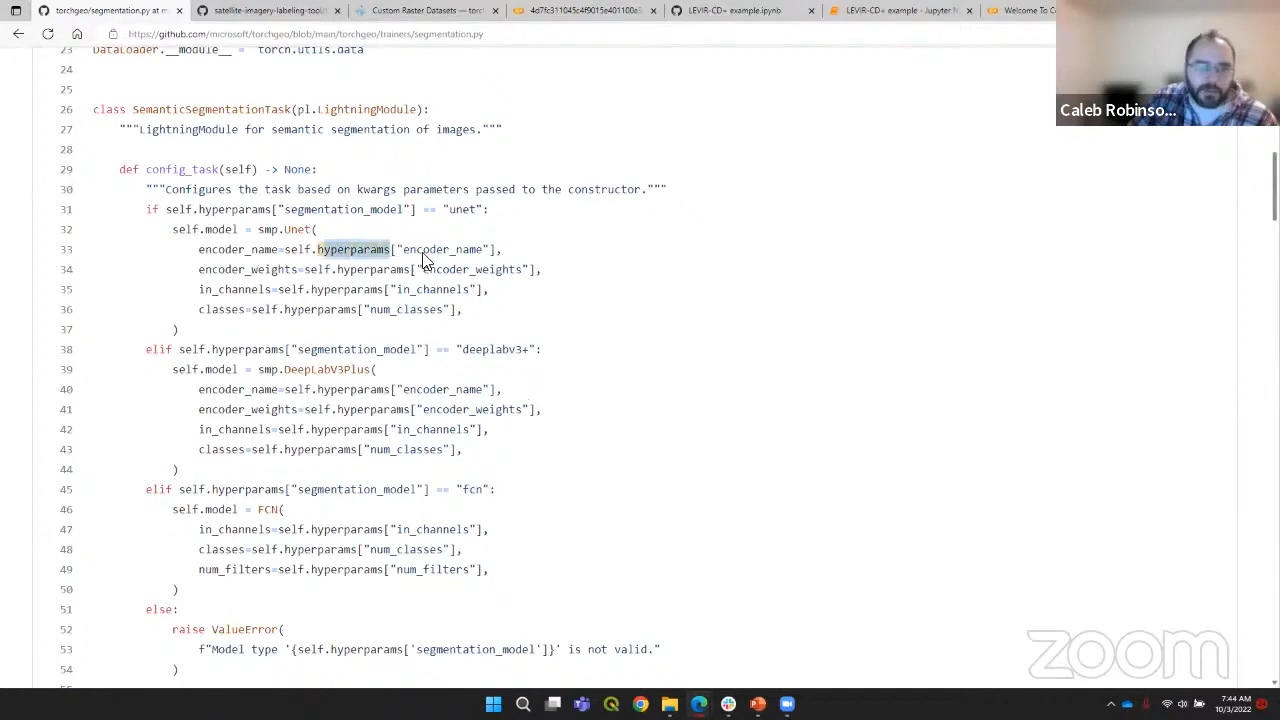 torchgeo/segmentation.py at m
satellite-imagery-labeling-tool/
Custom Raster Datasets — torc
4d7fc311045c4f9015e401100e3
LEVIR-CD+ example.ipynb
LEVIR-CD+ example - Jupyter N
Welcome To C
https://github.com/microsoft/torchgeo/blob/main/torchgeo/trainers/segmentation.py
Caleb Robinso...
23 DataLoader.__module__ = "torch.utils.data"
24
25
26 class SemanticSegmentationTask(pl.LightningModule):
27 """LightningModule for semantic segmentation of images."""
28
29 def config_task(self) -> None:
30 """Configures the task based on kwargs parameters passed to the constructor."""
31 if self.hyperparams["segmentation_model"] == "unet":
32 self.model = smp.Unet(
33 encoder_name=self.hyperparams["encoder_name"],
34 encoder_weights=self.hyperparams["encoder_weights"],
35 in_channels=self.hyperparams["in_channels"],
36 classes=self.hyperparams["num_classes"],
37 )
38 elif self.hyperparams["segmentation_model"] == "deeplabv3+":
39 self.model = smp.DeepLabV3Plus(
40 encoder_name=self.hyperparams["encoder_name"],
41 encoder_weights=self.hyperparams["encoder_weights"],
42 in_channels=self.hyperparams["in_channels"],
43 classes=self.hyperparams["num_classes"],
44 )
45 elif self.hyperparams["segmentation_model"] == "fcn":
46 self.model = FCN(
47 in_channels=self.hyperparams["in_channels"],
48 classes=self.hyperparams["num_classes"],
49 num_filters=self.hyperparams["num_filters"],
50 )
51 else:
52 raise ValueError(
53 f"Model type '{self.hyperparams['segmentation_model']}' is not valid."
54 )
zoom
7:44 AM
10/3/2022